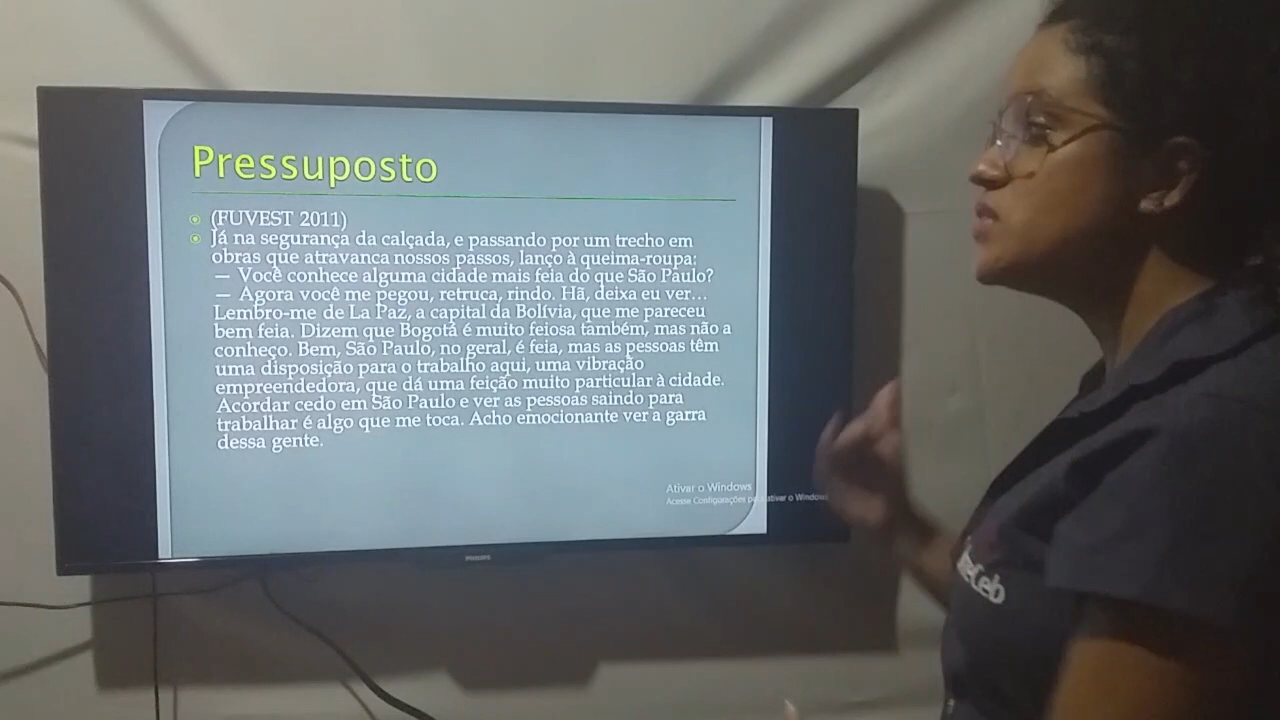 Pressuposto
(FUVEST 2011)
Já na segurança da calçada, e passando por um trecho em
obras que atravanca nossos passos, lanço à queima-roupa:
— Você conhece alguma cidade mais feia do que São Paulo?
— Agora você me pegou, retruca, rindo. Hã, deixa eu ver...
Lembro-me de La Paz, a capital da Bolívia, que me pareceu
bem feia. Dizem que Bogotá é muito feiosa também, mas não a
conheço. Bem, São Paulo, no geral, é feia, mas as pessoas têm
uma disposição para o trabalho aqui, uma vibração
empreendedora, que dá uma feição muito particular à cidade.
Acordar cedo em São Paulo e ver as pessoas saindo para
trabalhar é algo que me toca. Acho emocionante ver a garra
dessa gente.
Ativar o Windows
Acesse Configurações para ativar o Windows
PHILIPS